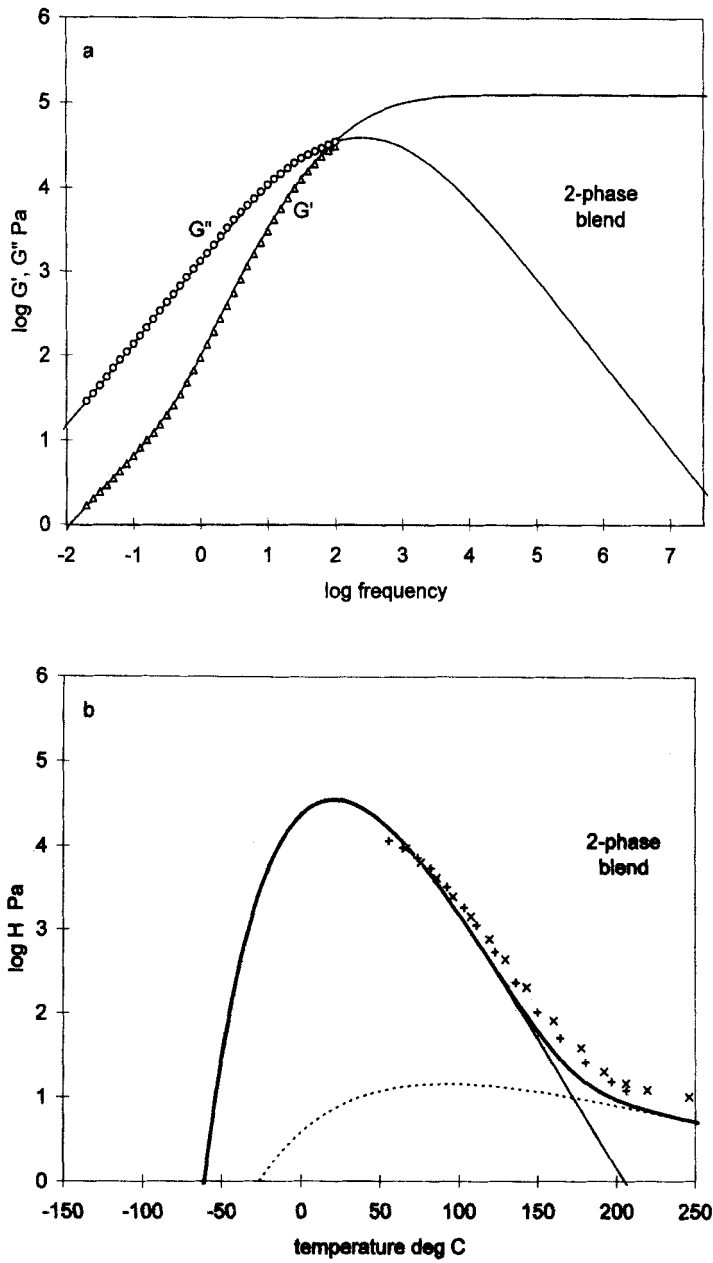 a
6
5
4
3
2
1
0
log G', G" Pa
G"
G'
2-phase
blend
-2 -1 0 1 2 3 4 5 6 7
log frequency
b
6
5
4
3
2
1
0
log H Pa
2-phase
blend
-150 -100 -50 0 50 100 150 200 250
temperature deg C